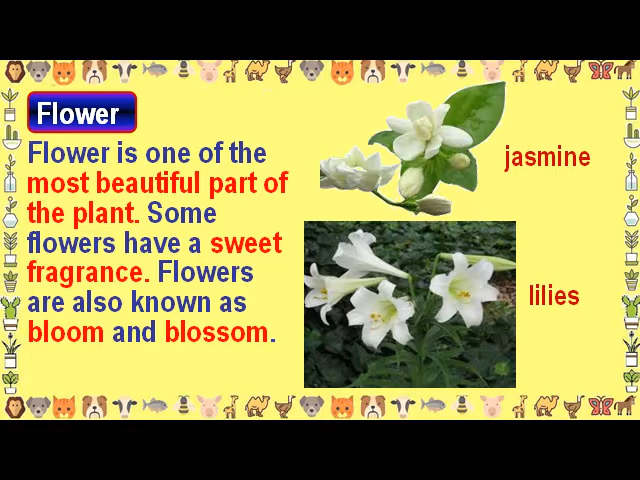 Flower
Flower is one of the
most beautiful part of
the plant. Some
flowers have a sweet
fragrance. Flowers
are also known as
bloom and blossom.
jasmine
lilies